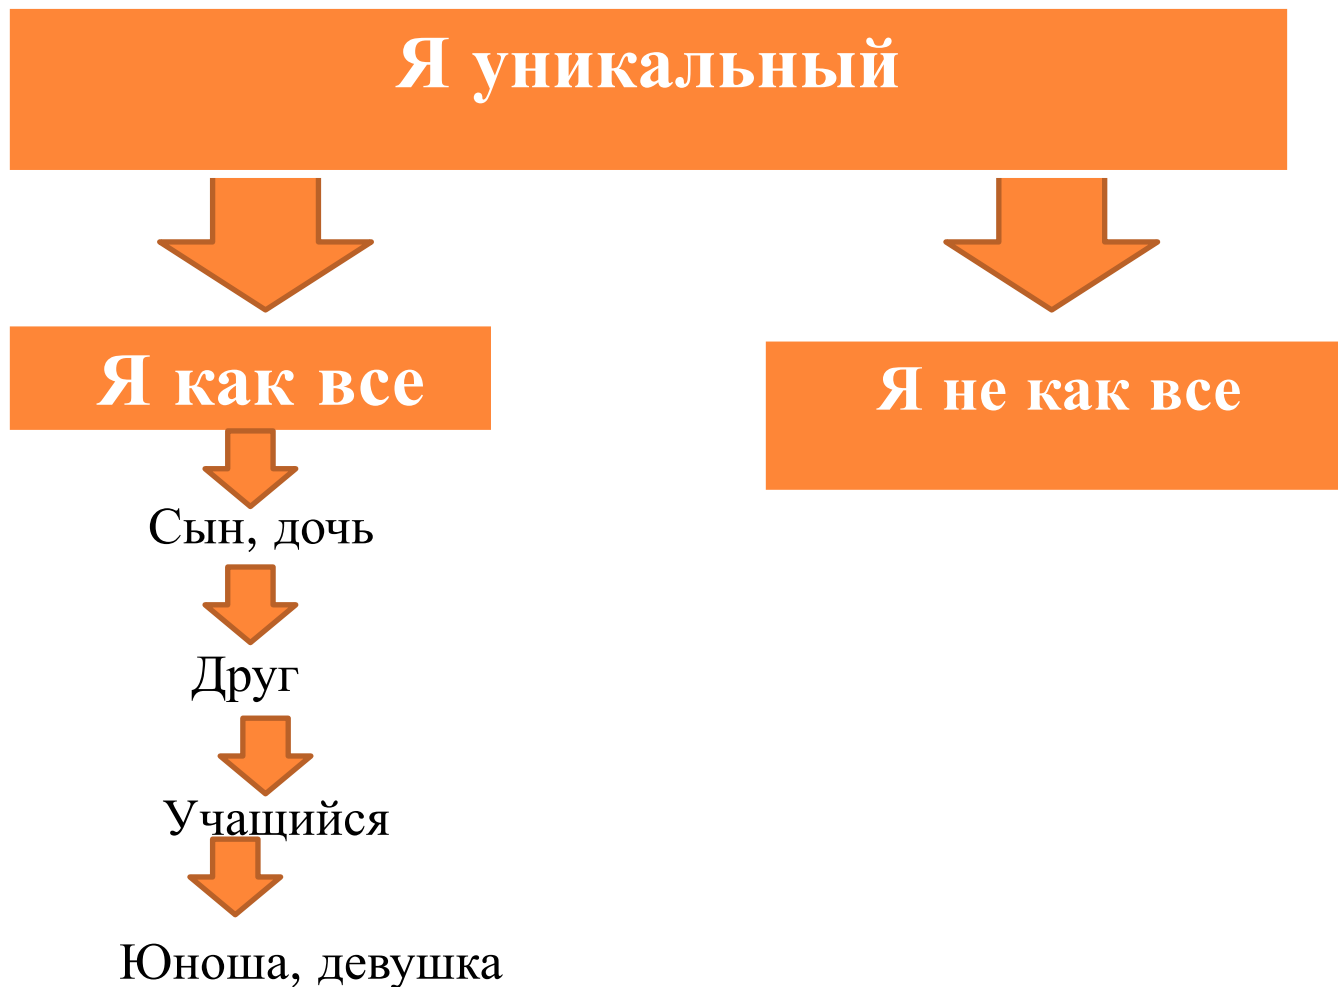 Я уникальный
Я как все
Я не как все
Сын, дочь
Друг
Учащийся
Юноша, девушка